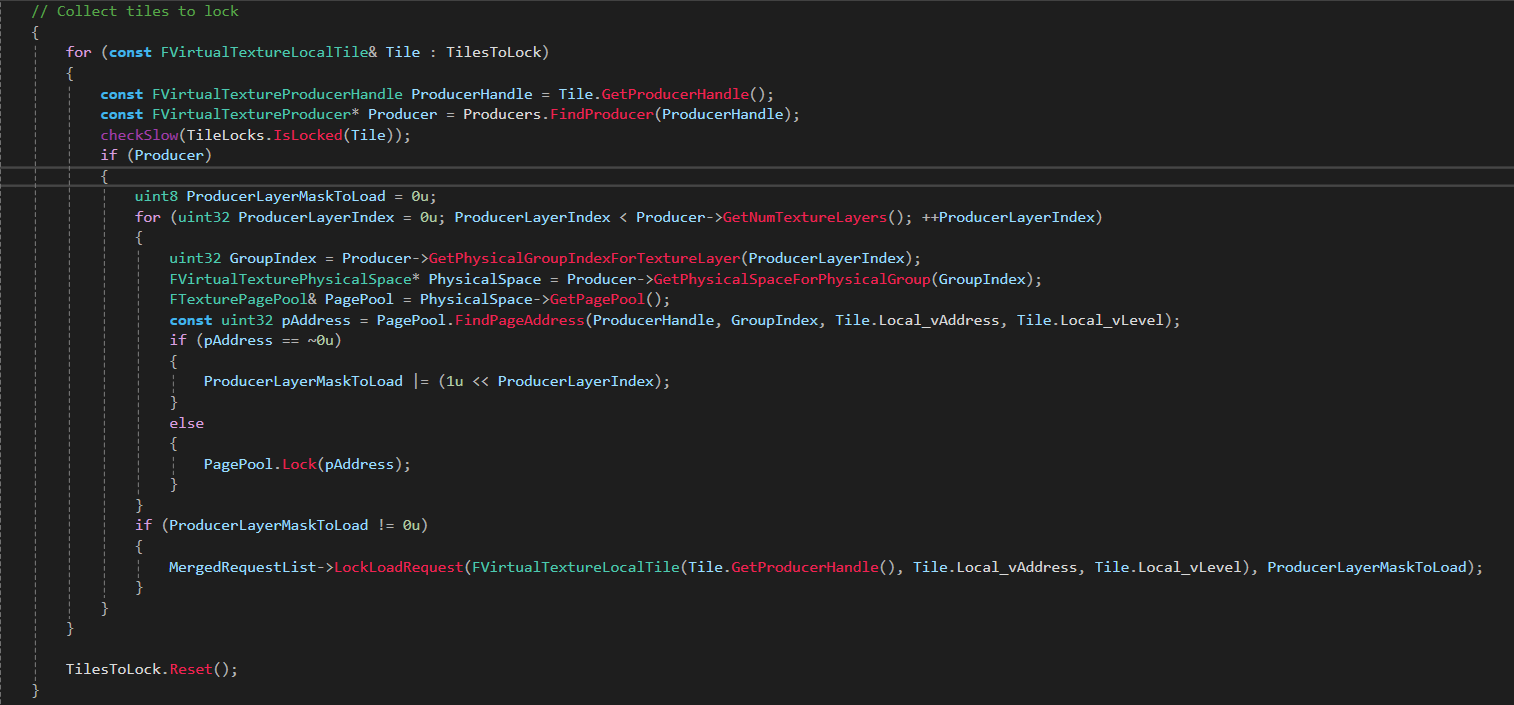 // Collect tiles to lock
{
for (const FVirtualTextureLocalTile& Tile : TilesToLock)
{
const FVirtualTextureProducerHandle ProducerHandle = Tile.GetProducerHandle();
const FVirtualTextureProducer* Producer = Producers.FindProducer(ProducerHandle);
checkSlow(TileLocks.IsLocked(Tile));
if (Producer)
{
uint8 ProducerLayerMaskToLoad = 0u;
for (uint32 ProducerLayerIndex = 0u; ProducerLayerIndex < Producer->GetNumTextureLayers(); ++ProducerLayerIndex)
{
uint32 GroupIndex = Producer->GetPhysicalGroupIndexForTextureLayer(ProducerLayerIndex);
FVirtualTexturePhysicalSpace* PhysicalSpace = Producer->GetPhysicalSpaceForPhysicalGroup(GroupIndex);
FTexturePagePool& PagePool = PhysicalSpace->GetPagePool();
const uint32 pAddress = PagePool.FindPageAddress(ProducerHandle, GroupIndex, Tile.Local_vAddress, Tile.Local_vLevel);
if (pAddress == ~0u)
{
ProducerLayerMaskToLoad |= (1u << ProducerLayerIndex);
}
else
{
PagePool.Lock(pAddress);
}
}
if (ProducerLayerMaskToLoad != 0u)
{
MergedRequestList->LockLoadRequest(FVirtualTextureLocalTile(Tile.GetProducerHandle(), Tile.Local_vAddress, Tile.Local_vLevel), ProducerLayerMaskToLoad);
}
}
}
TilesToLock.Reset();
}